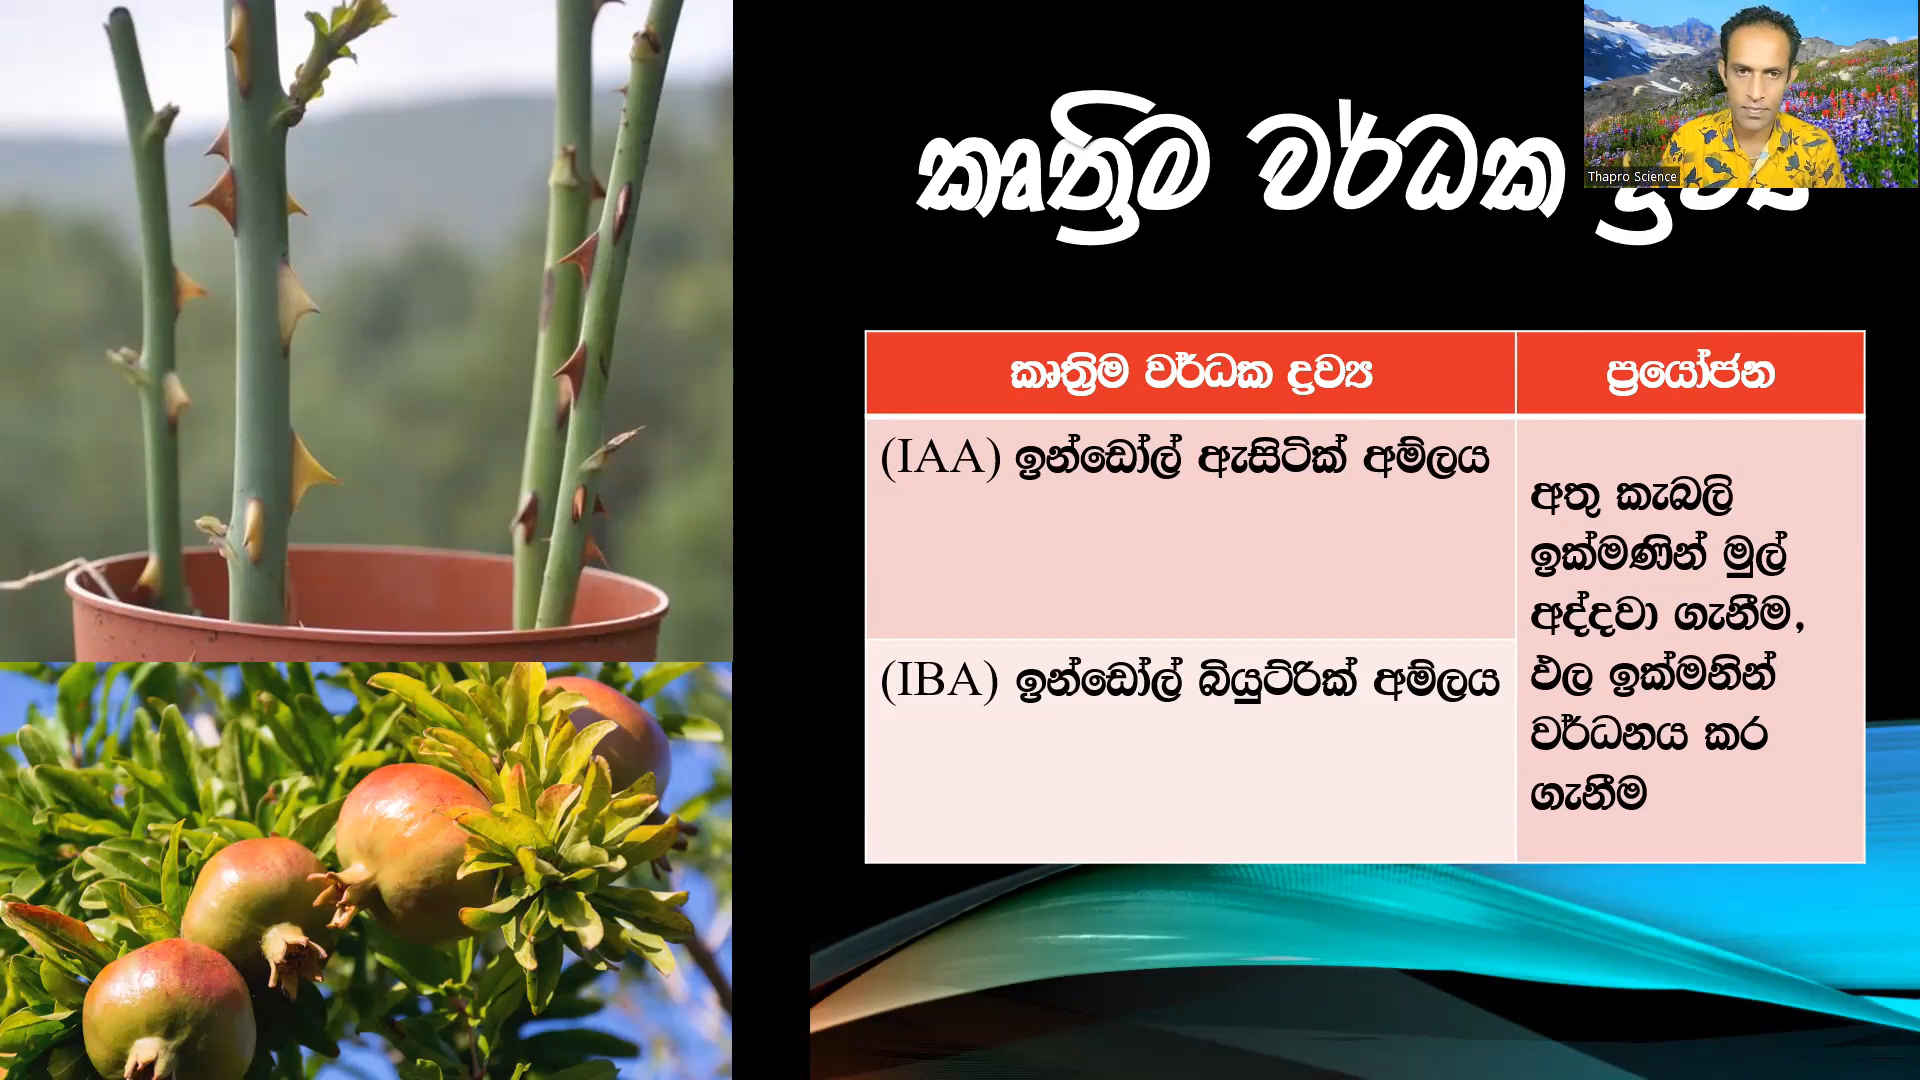 කෘත්‍රිම වර්ධක
Thapro Science
කෘත්‍රිම වර්ධක ද්‍රව්‍ය
ප්‍රයෝජන
(IAA) ඉන්ඩෝල් ඇසිටික් අම්ලය
(IBA) ඉන්ඩෝල් බියුට්රික් අම්ලය
අතු කැබලි
ඉක්මණින් මුල්
අද්දවා ගැනීම,
ඵල ඉක්මනින්
වර්ධනය කර
ගැනීම